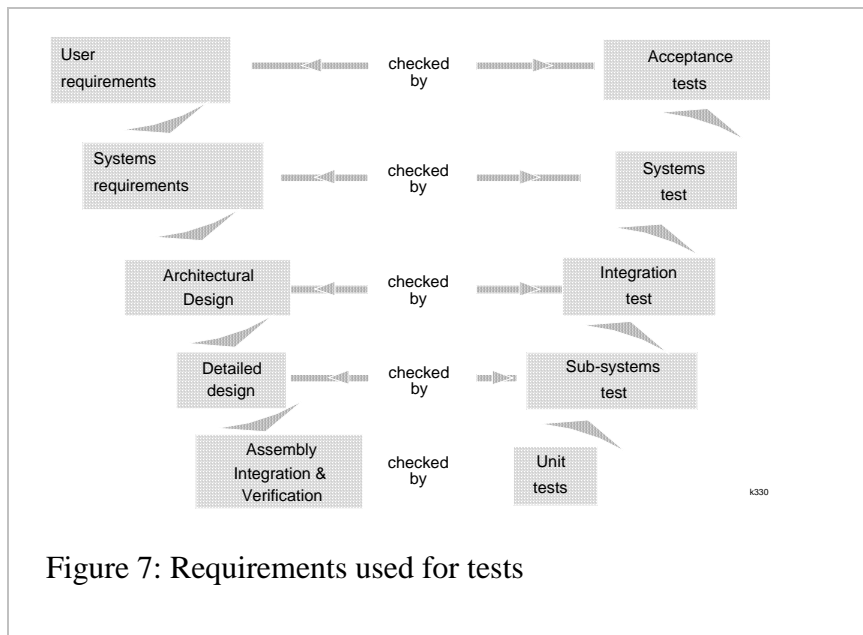 User
requirements
checked
by
Acceptance
tests
Systems
requirements
checked
by
Systems
test
Architectural
Design
checked
by
Integration
test
Detailed
design
checked
by
Sub-systems
test
Assembly
Integration &
Verification
checked
by
Unit
tests
k330
Figure 7: Requirements used for tests